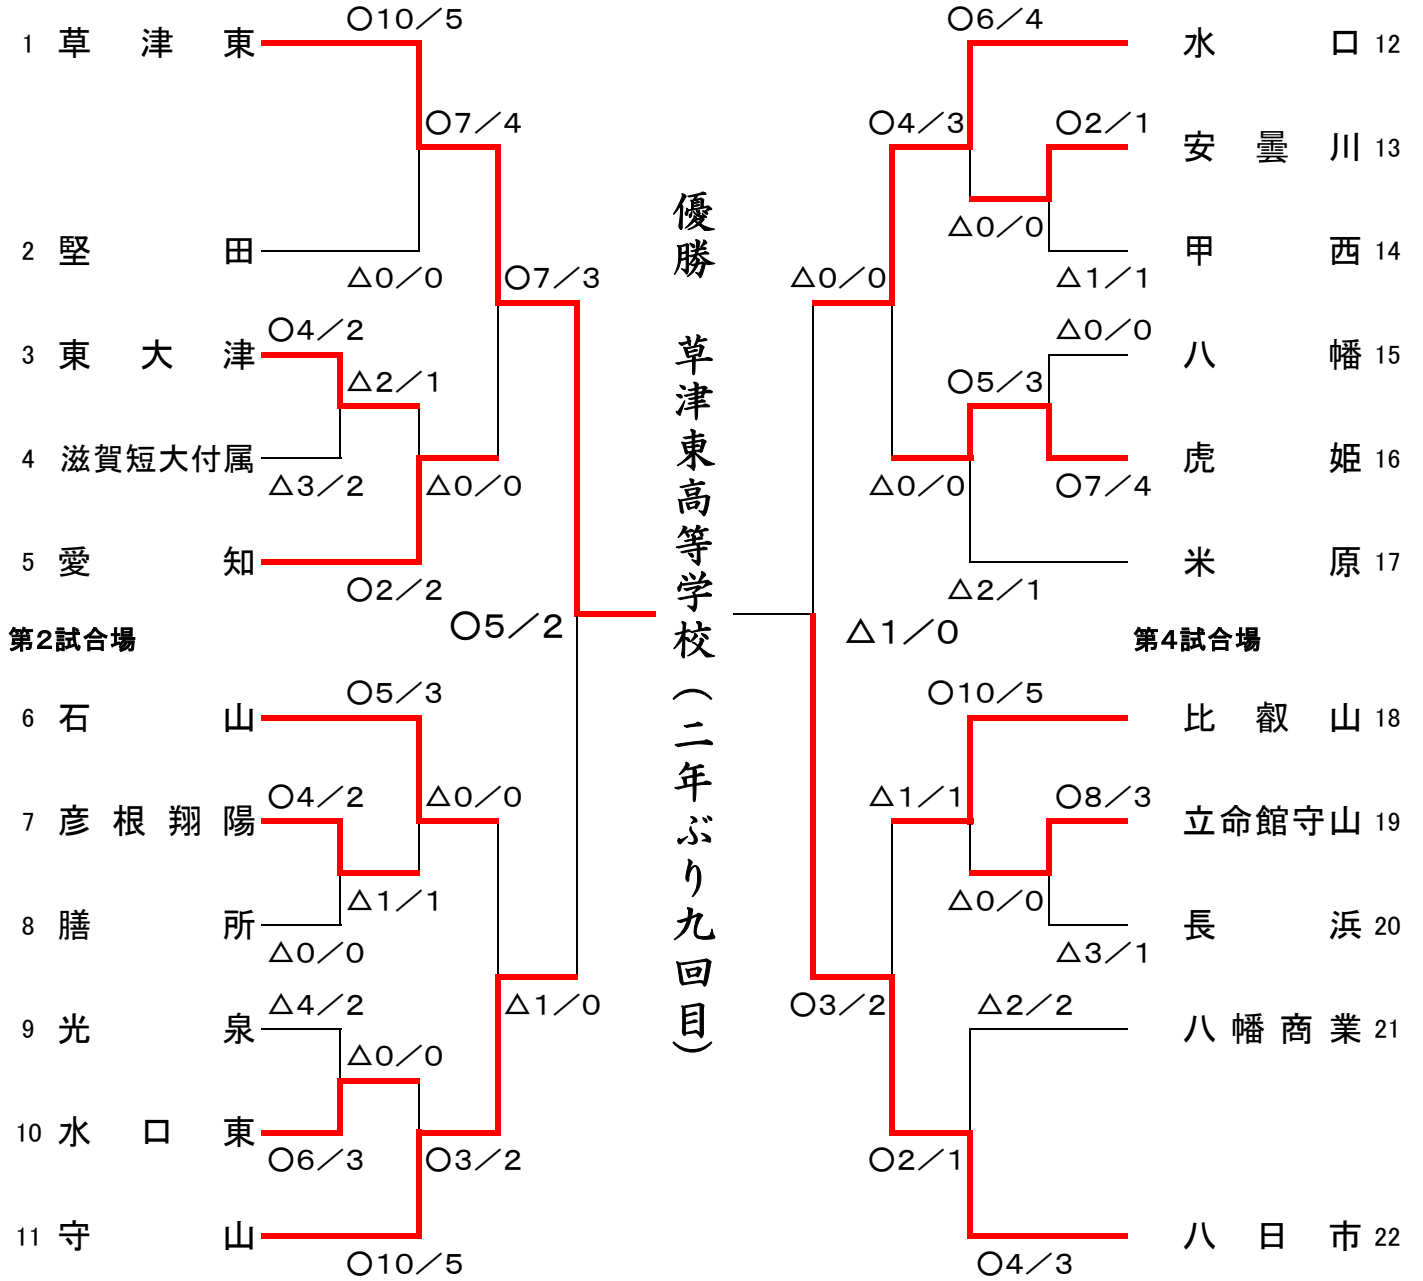 ○10／5
1 草津東
○7／4
2 堅田
△0／0
○7／3
○4／2
3 東大津
△2／1
4 滋賀短大付属
△3／2
△0／0
5 愛知
○2／2
○5／2
第2試合場
○5／3
6 石山
○4／2
△0／0
7 彦根翔陽
△1／1
8 膳所
△0／0
△4／2
△1／0
9 光泉
△0／0
10 水口東
○6／3
○3／2
11 守山
○10／5
優勝 草津東高等学校（二年ぶり九回目）
○6／4
水口 12
○4／3
○2／1
安曇川 13
△0／0
甲西 14
△0／0
△1／1
△0／0
八幡 15
○5／3
虎姫 16
△0／0
○7／4
米原 17
△2／1
△1／0
第4試合場
○10／5
比叡山 18
△1／1
○8／3
立命館守山 19
△0／0
長浜 20
△3／1
○3／2
△2／2
八幡商業 21
○2／1
八日市 22
○4／3